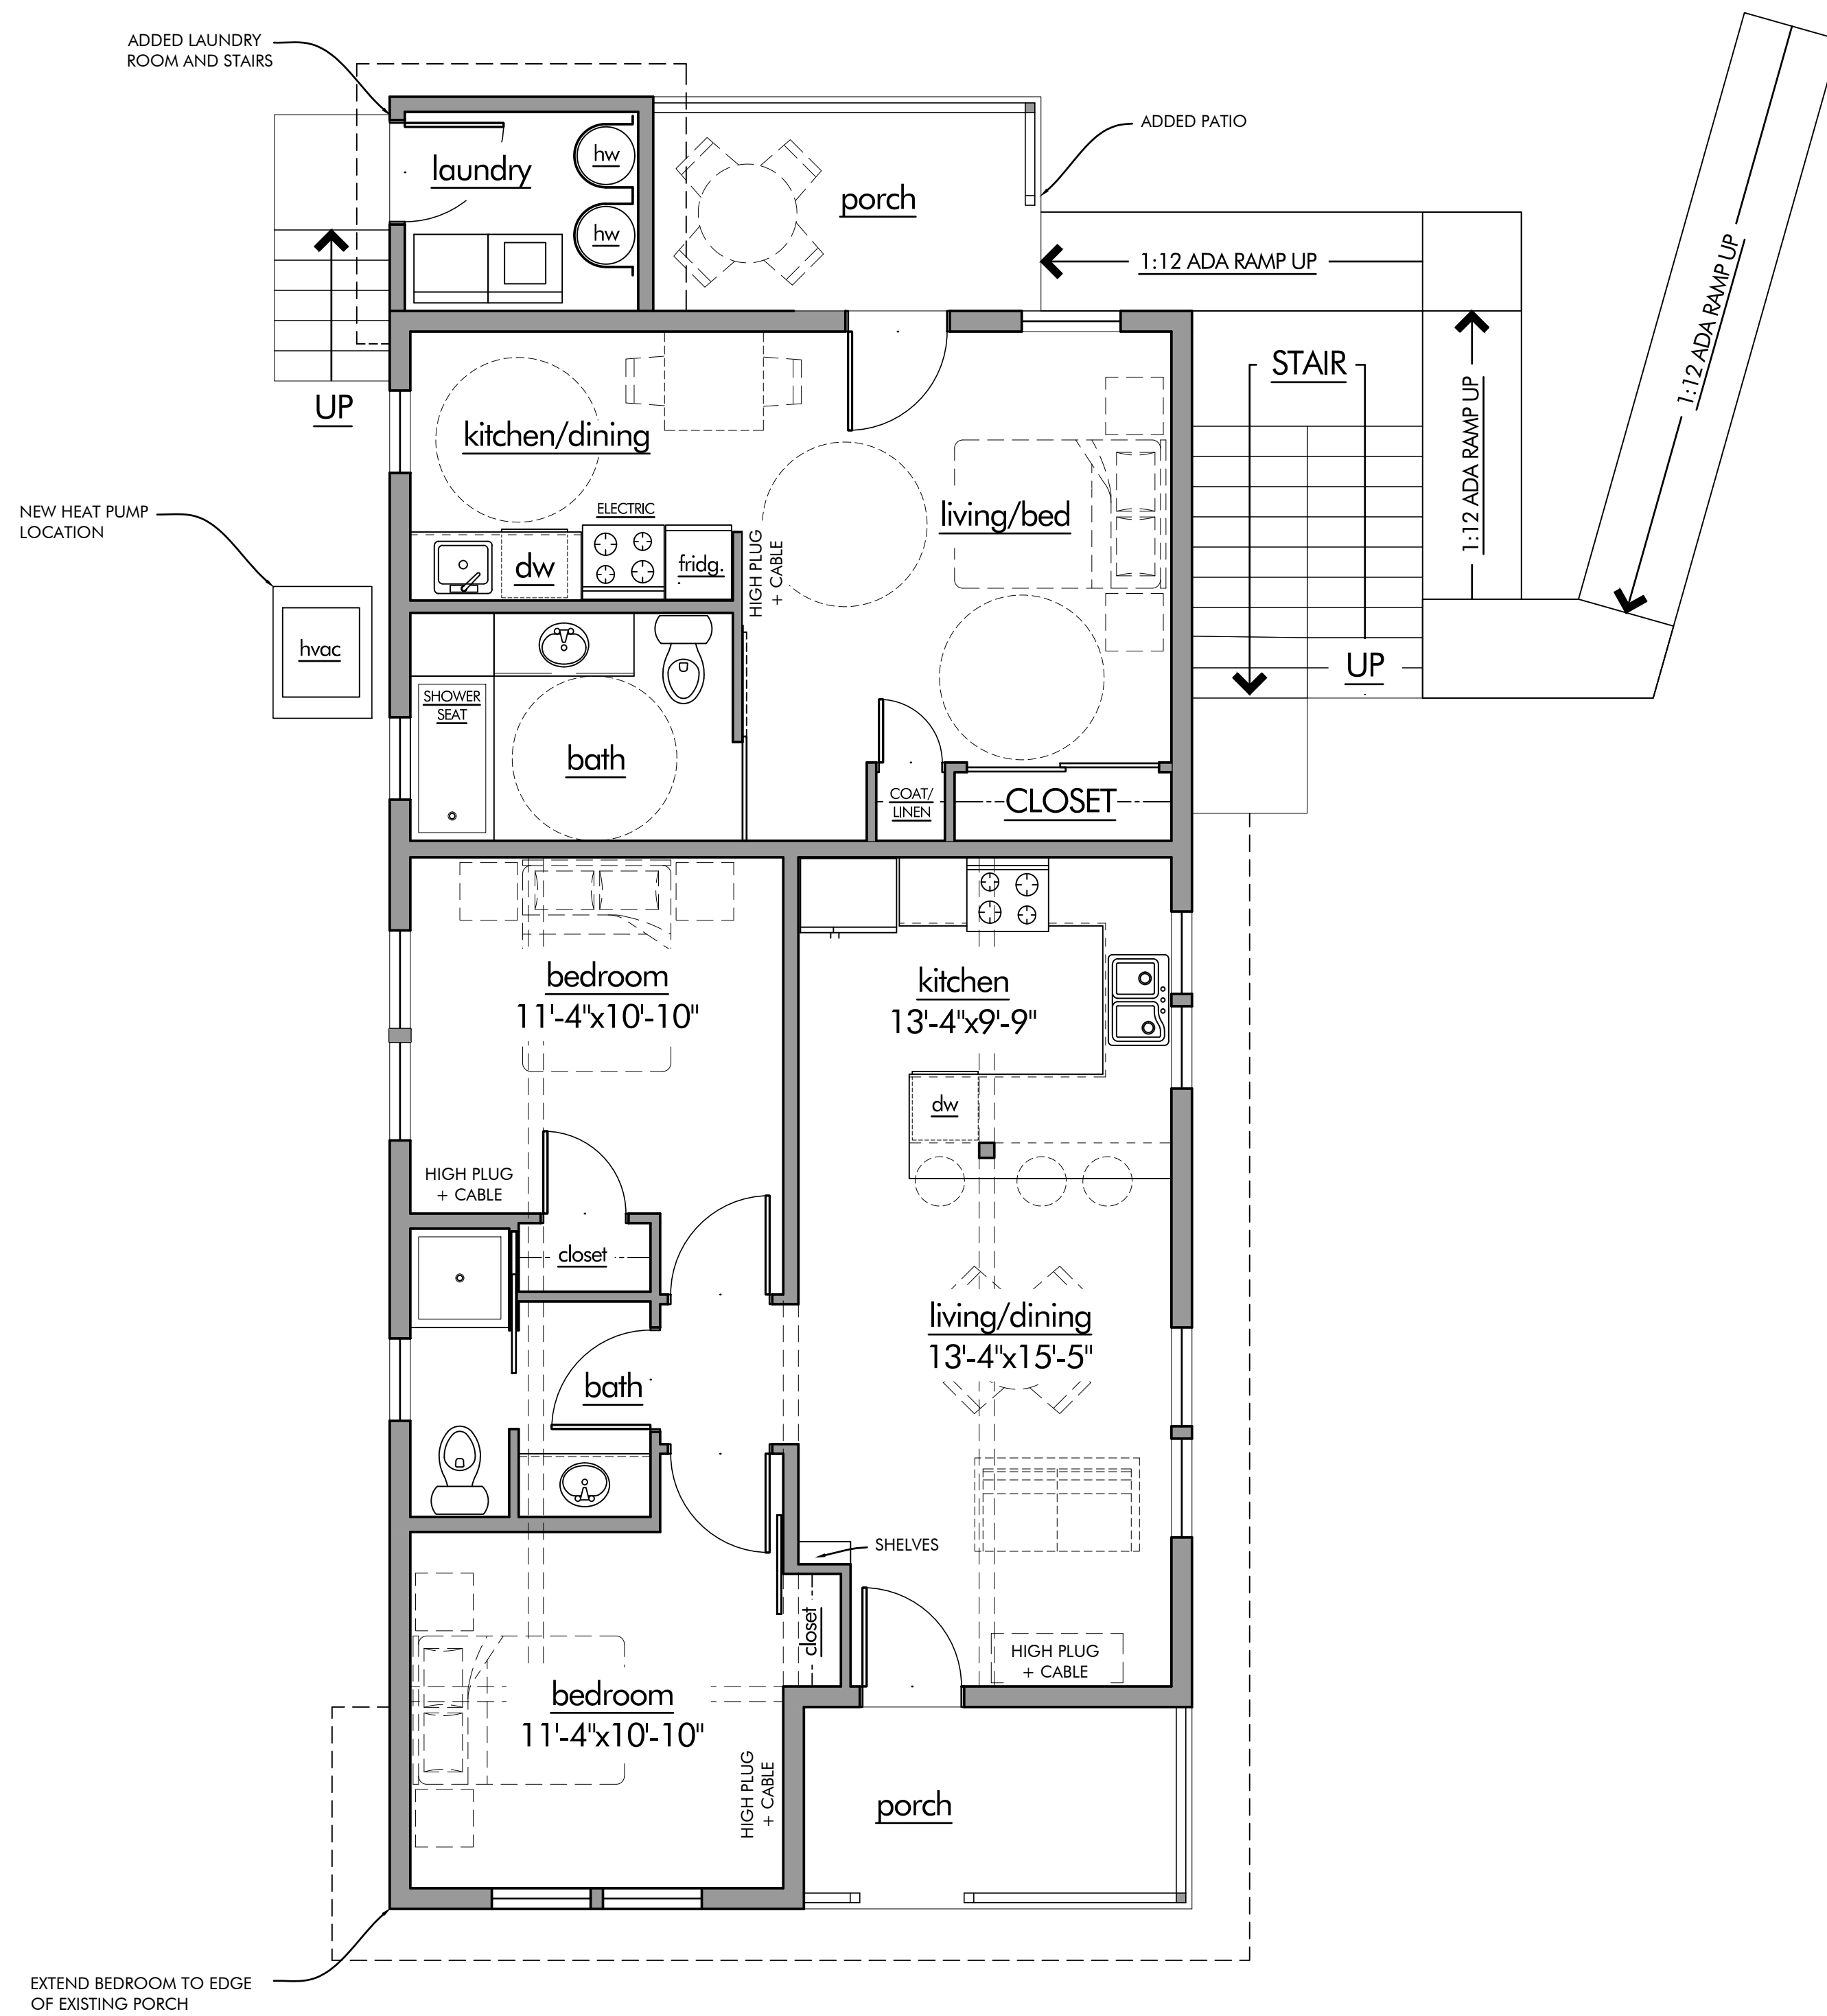 ADDED LAUNDRY
ROOM AND STAIRS
ADDED PATIO
laundry
hw
hw
porch
1:12 ADA RAMP UP
1:12 ADA RAMP UP
1:12 ADA RAMP UP
STAIR
UP
UP
kitchen/dining
living/bed
ELECTRIC
dw
fridg.
HIGH PLUG
+ CABLE
NEW HEAT PUMP
LOCATION
hvac
SHOWER
SEAT
bath
COAT/
LINEN
CLOSET
bedroom
11'-4"x10'-10"
kitchen
13'-4"x9'-9"
dw
HIGH PLUG
+ CABLE
closet
living/dining
13'-4"x15'-5"
bath
SHELVES
closet
HIGH PLUG
+ CABLE
bedroom
11'-4"x10'-10"
HIGH PLUG
+ CABLE
porch
EXTEND BEDROOM TO EDGE
OF EXISTING PORCH